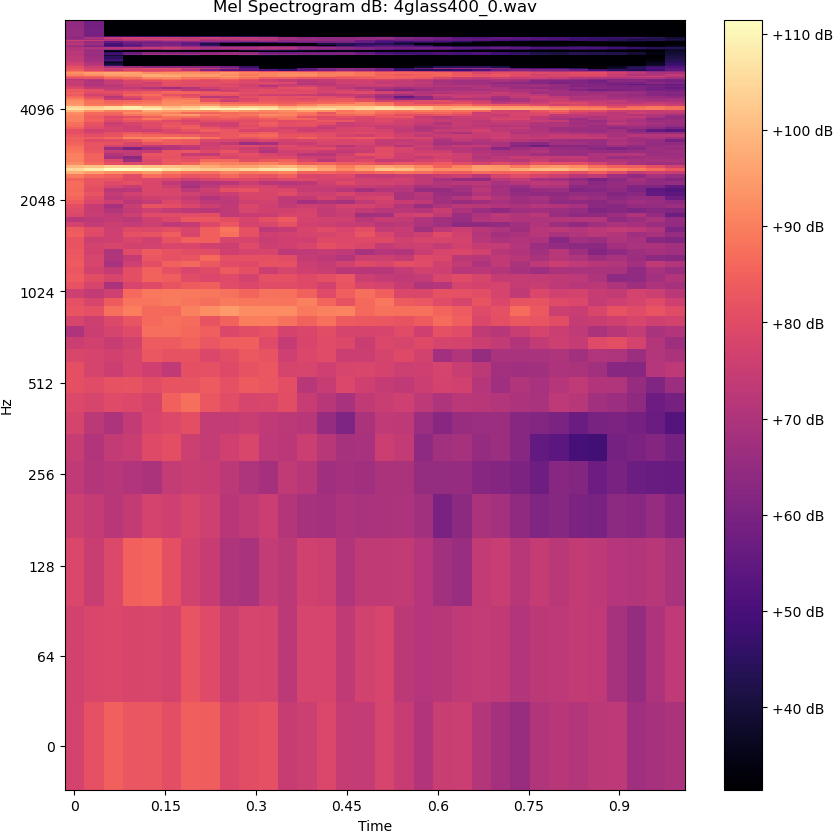 Mel Spectrogram dB: 4glass400_0.wav
+110 dB
4096
+100 dB
2048
+90 dB
1024
+80 dB
512
Hz
+70 dB
256
+60 dB
128
+50 dB
64
+40 dB
0
0 0.15 0.3 0.45 0.6 0.75 0.9
Time